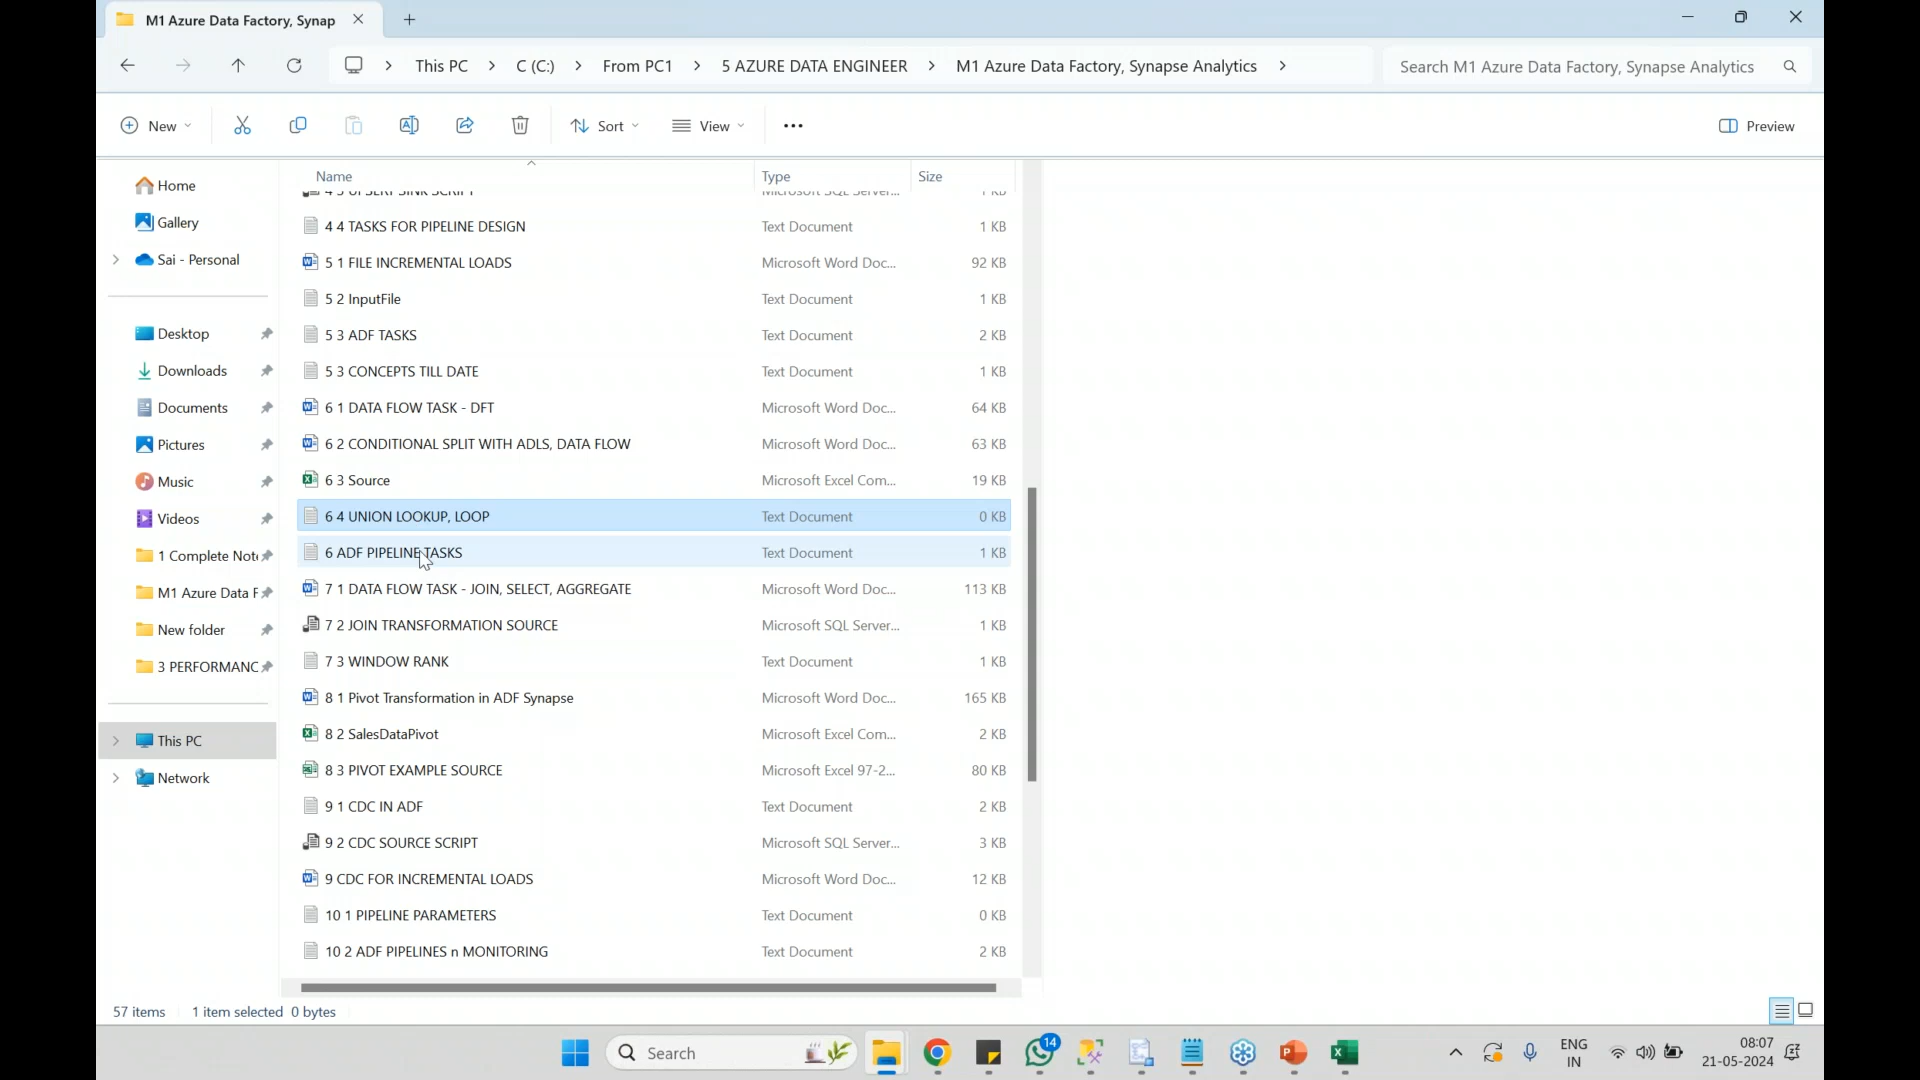 M1 Azure Data Factory, Synap
This PC > C (C:) > From PC1 > 5 AZURE DATA ENGINEER > M1 Azure Data Factory, Synapse Analytics >
Search M1 Azure Data Factory, Synapse Analytics
New Sort View ••• Preview
Name Type Size
Home
Gallery
Sai - Personal
Desktop
Downloads
Documents
Pictures
Music
Videos
1 Complete Not
M1 Azure Data F
New folder
3 PERFORMANC
This PC
Network
4 4 TASKS FOR PIPELINE DESIGN Text Document 1 KB
5 1 FILE INCREMENTAL LOADS Microsoft Word Doc... 92 KB
5 2 InputFile Text Document 1 KB
5 3 ADF TASKS Text Document 2 KB
5 3 CONCEPTS TILL DATE Text Document 1 KB
6 1 DATA FLOW TASK - DFT Microsoft Word Doc... 64 KB
6 2 CONDITIONAL SPLIT WITH ADLS, DATA FLOW Microsoft Word Doc... 63 KB
6 3 Source Microsoft Excel Com... 19 KB
6 4 UNION LOOKUP, LOOP Text Document 0 KB
6 ADF PIPELINE TASKS Text Document 1 KB
7 1 DATA FLOW TASK - JOIN, SELECT, AGGREGATE Microsoft Word Doc... 113 KB
7 2 JOIN TRANSFORMATION SOURCE Microsoft SQL Server... 1 KB
7 3 WINDOW RANK Text Document 1 KB
8 1 Pivot Transformation in ADF Synapse Microsoft Word Doc... 165 KB
8 2 SalesDataPivot Microsoft Excel Com... 2 KB
8 3 PIVOT EXAMPLE SOURCE Microsoft Excel 97-2... 80 KB
9 1 CDC IN ADF Text Document 2 KB
9 2 CDC SOURCE SCRIPT Microsoft SQL Server... 3 KB
9 CDC FOR INCREMENTAL LOADS Microsoft Word Doc... 12 KB
10 1 PIPELINE PARAMETERS Text Document 0 KB
10 2 ADF PIPELINES n MONITORING Text Document 2 KB
57 items 1 item selected 0 bytes
Search
14
ENG
IN
08:07
21-05-2024